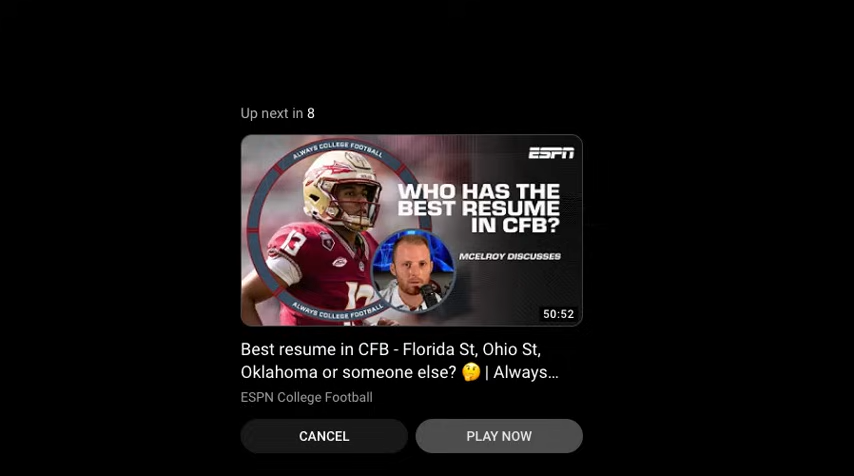 Up next in 8
ALWAYS COLLEGE FOOTBALL
ESPN
WHO HAS THE
BEST RESUME
IN CFB?
13
MCELROY DISCUSSES
ALWAYS COLLEGE FOOTBALL
50:52
Best resume in CFB - Florida St, Ohio St,
Oklahoma or someone else? 🤔 | Always...
ESPN College Football
CANCEL
PLAY NOW